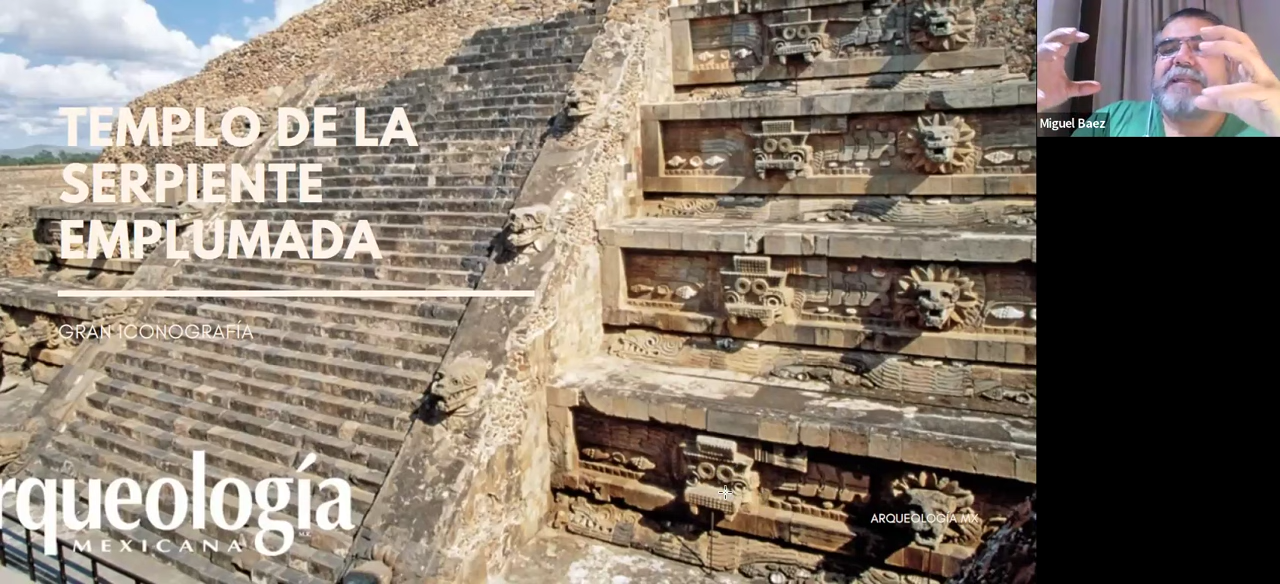 TEMPLO DE LA
SERPIENTE
EMPLUMADA
GRAN ICONOGRAFÍA
rqueología
MEXICANA
ARQUEOLOGÍA.MX
Miguel Baez